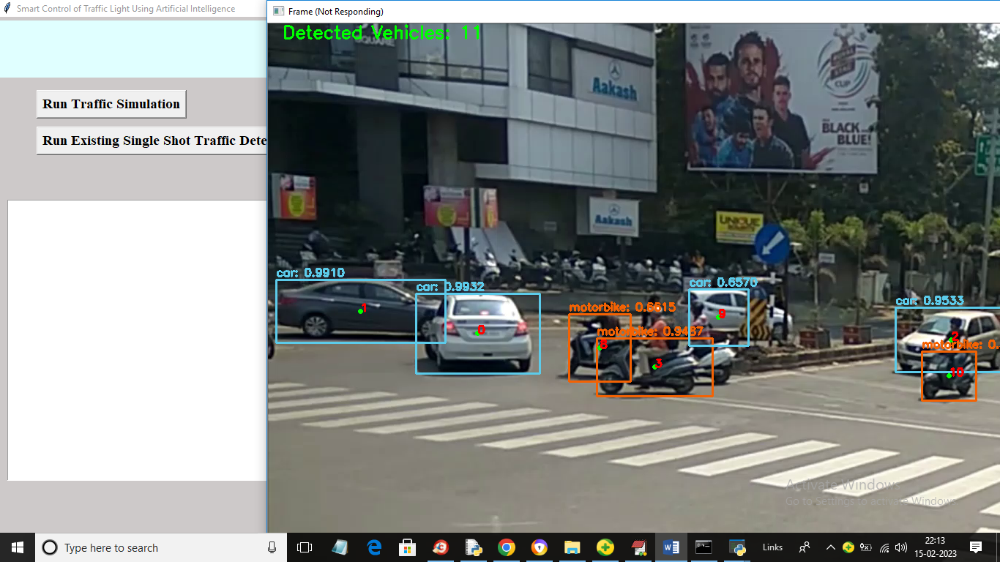 Smart Control of Traffic Light Using Artificial Intelligence
Frame (Not Responding)
Detected Vehicles: 11
Run Traffic Simulation
Run Existing Single Shot Traffic Dete
SQUARE
Aakash
CUP
BLACK
BLUE!
Aakash
UNIQUE
car: 0.9910
car: 0.9932
car: 0.6570
motorbike: 0.6615
car: 0.9533
motorbike: 0.9487
motorbike: 0.
1
0
9
2
3
10
Activate Windows
Go to Settings to activate Windows
Type here to search
Links
22:13
15-02-2023